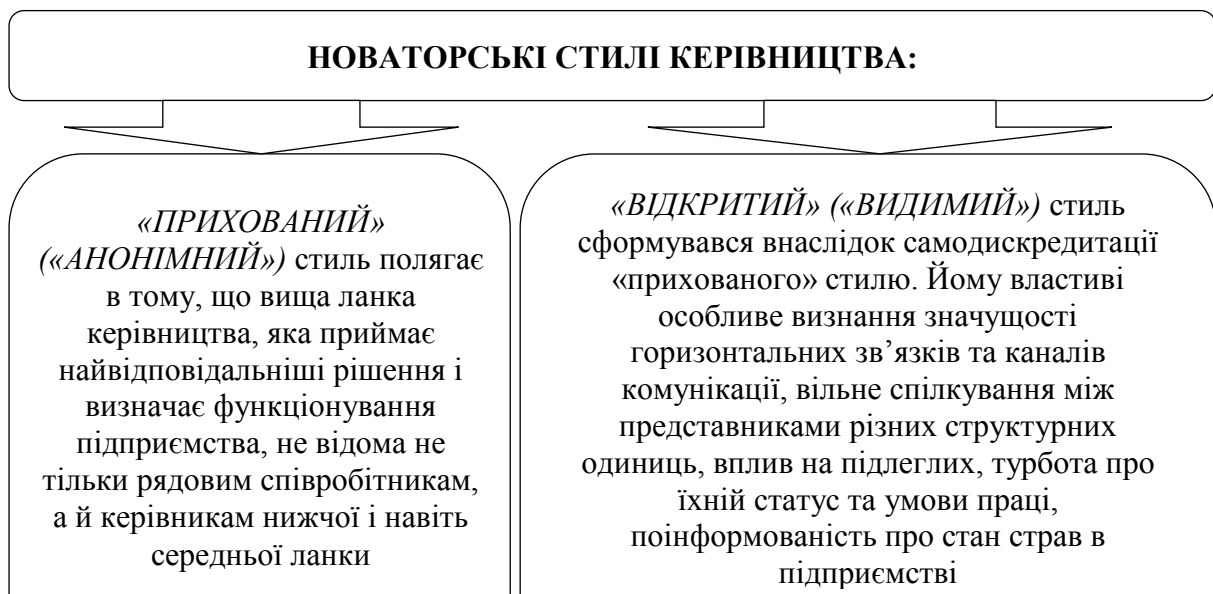 НОВАТОРСЬКІ СТИЛІ КЕРІВНИЦТВА:
«ПРИХОВАНИЙ»
(«АНОНІМНИЙ») стиль полягає
в тому, що вища ланка
керівництва, яка приймає
найвідповідальніші рішення і
визначає функціонування
підприємства, не відома не
тільки рядовим співробітникам,
а й керівникам нижчої і навіть
середньої ланки
«ВІДКРИТИЙ» («ВИДИМИЙ») стиль
сформувався внаслідок самодискредитації
«прихованого» стилю. Йому властиві
особливе визнання значущості
горизонтальних зв’язків та каналів
комунікації, вільне спілкування між
представниками різних структурних
одиниць, вплив на підлеглих, турбота про
їхній статус та умови праці,
поінформованість про стан страв в
підприємстві